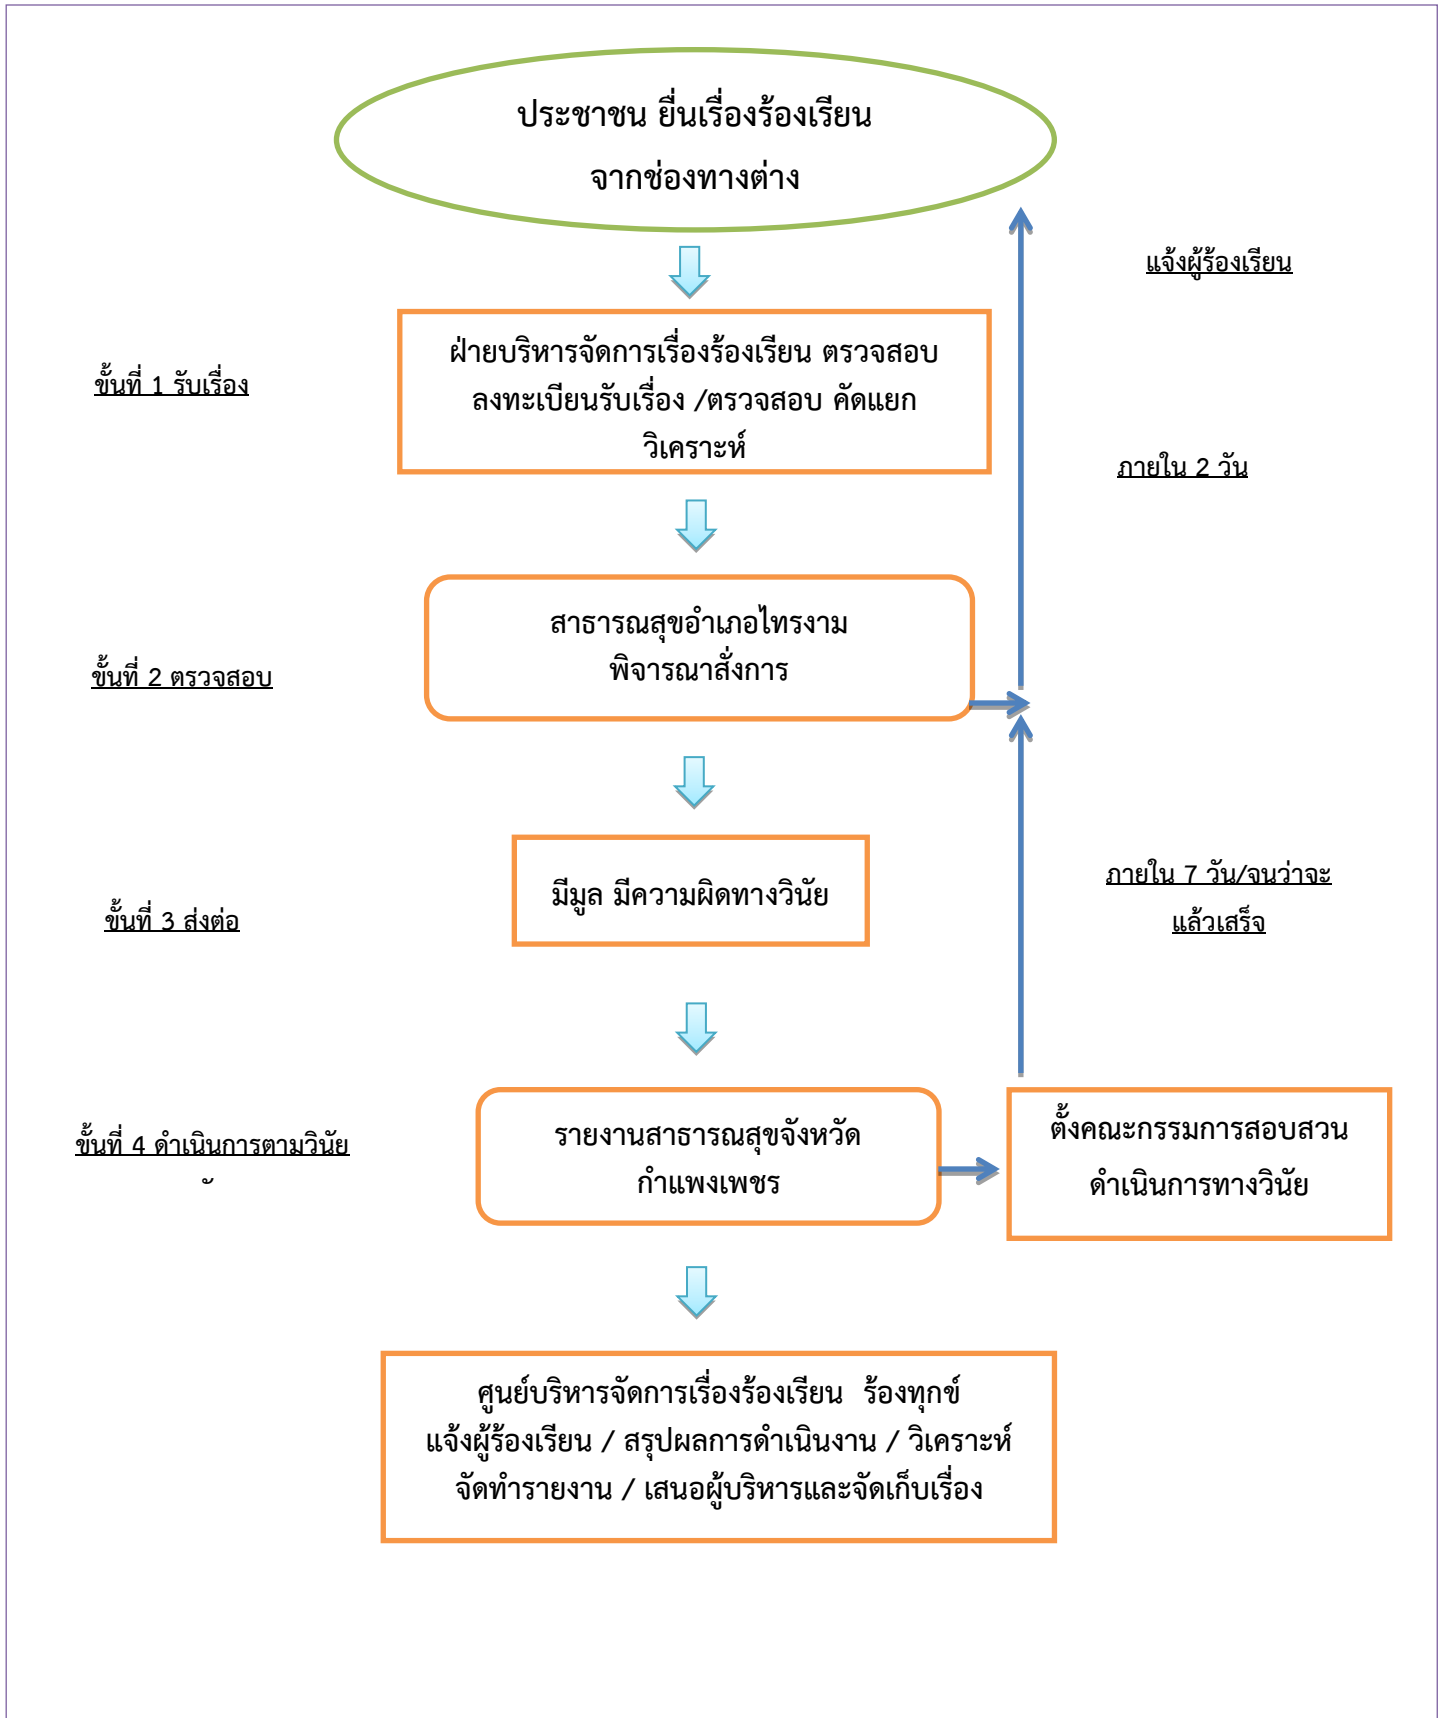 ประชาชน ยื่นเรื่องร้องเรียน
จากช่องทางต่าง
แจ้งผู้ร้องเรียน
ขั้นที่ 1 รับเรื่อง
ฝ่ายบริหารจัดการเรื่องร้องเรียน ตรวจสอบ
ลงทะเบียนรับเรื่อง /ตรวจสอบ คัดแยก
วิเคราะห์
ภายใน 2 วัน
สาธารณสุขอำเภอไทรงาม
พิจารณาสั่งการ
ขั้นที่ 2 ตรวจสอบ
มีมูล มีความผิดทางวินัย
ขั้นที่ 3 ส่งต่อ
ภายใน 7 วัน/จนว่าจะ
แล้วเสร็จ
ขั้นที่ 4 ดำเนินการตามวินัย
รายงานสาธารณสุขจังหวัด
กำแพงเพชร
ตั้งคณะกรรมการสอบสวน
ดำเนินการทางวินัย
ศูนย์บริหารจัดการเรื่องร้องเรียน  ร้องทุกข์
แจ้งผู้ร้องเรียน / สรุปผลการดำเนินงาน / วิเคราะห์
จัดทำรายงาน / เสนอผู้บริหารและจัดเก็บเรื่อง